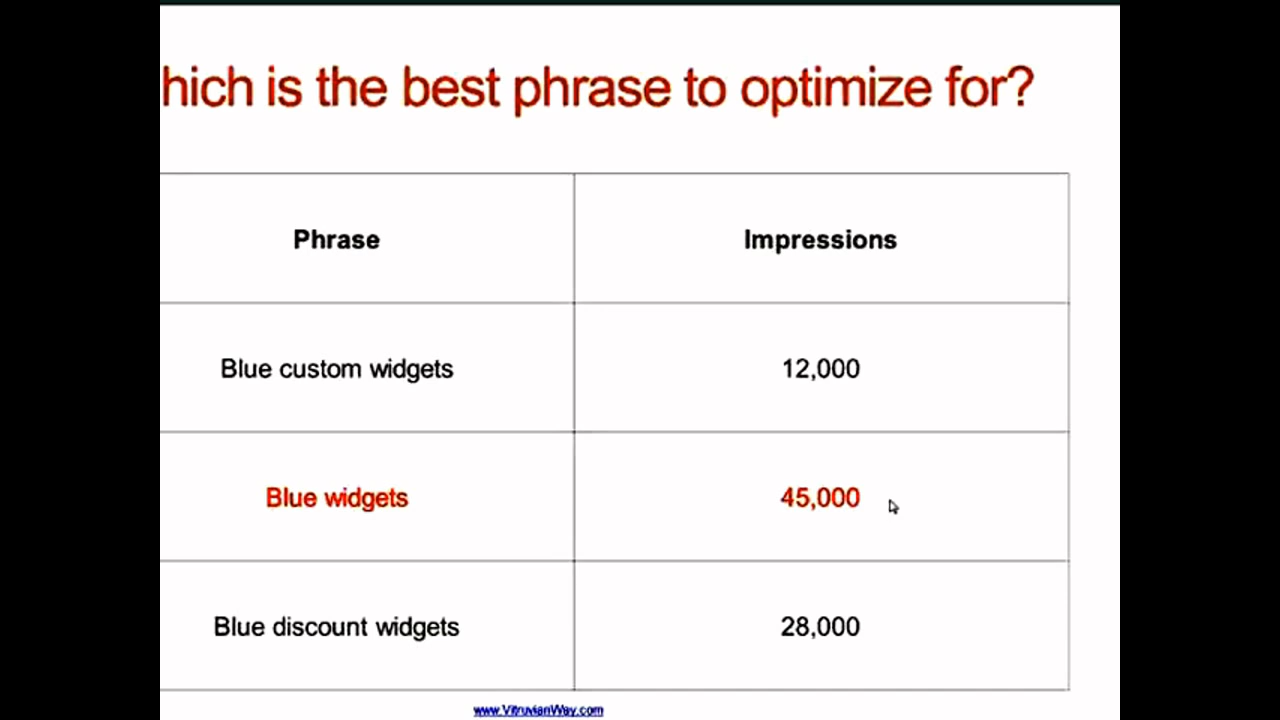 hich is the best phrase to optimize for?
Phrase Impressions
Blue custom widgets 12,000
Blue widgets 45,000
Blue discount widgets 28,000
www.VitruvianWay.com